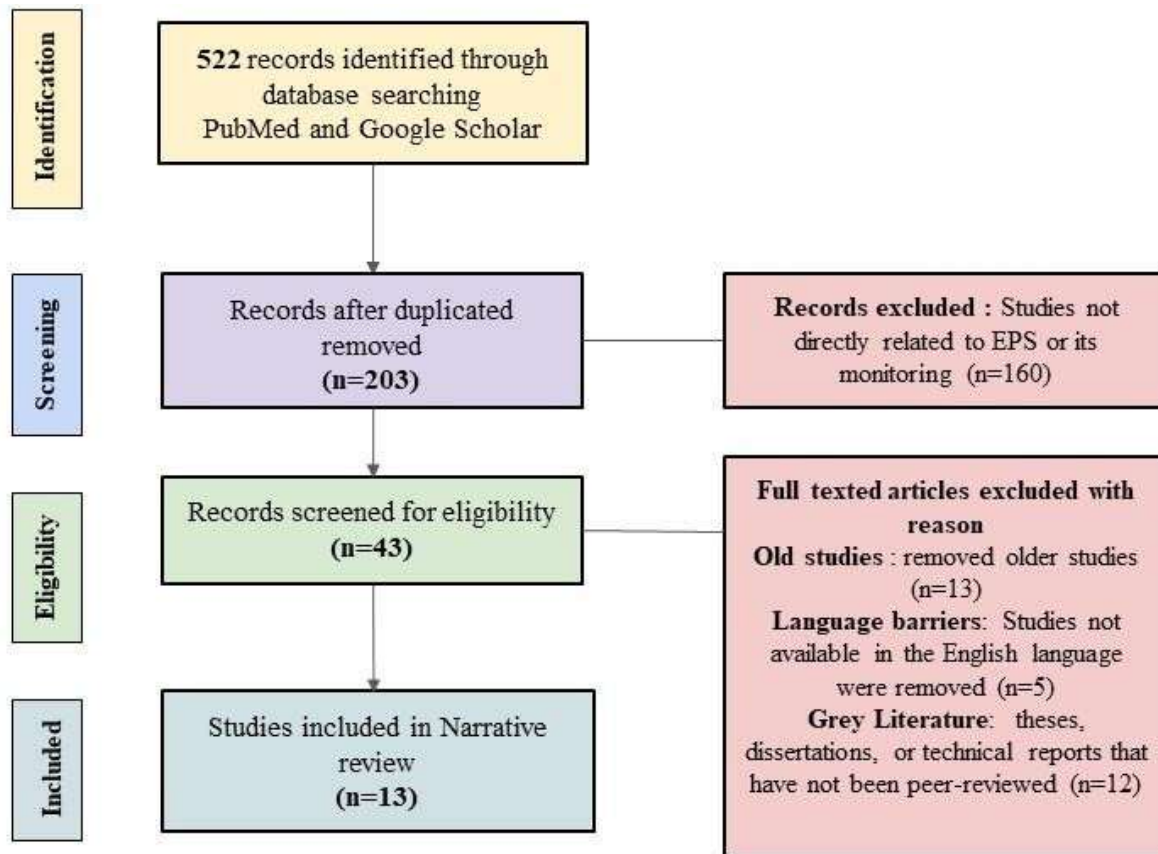 Identification
522 records identified through
database searching
PubMed and Google Scholar
Screening
Records after duplicated
removed
(n=203)
Records excluded : Studies not
directly related to EPS or its
monitoring (n=160)
Eligibility
Records screened for eligibility
(n=43)
Full texted articles excluded with
reason
Old studies : removed older studies
(n=13)
Language barriers: Studies not
available in the English language
were removed (n=5)
Grey Literature: theses,
dissertations, or technical reports that
have not been peer-reviewed (n=12)
Included
Studies included in Narrative
review
(n=13)